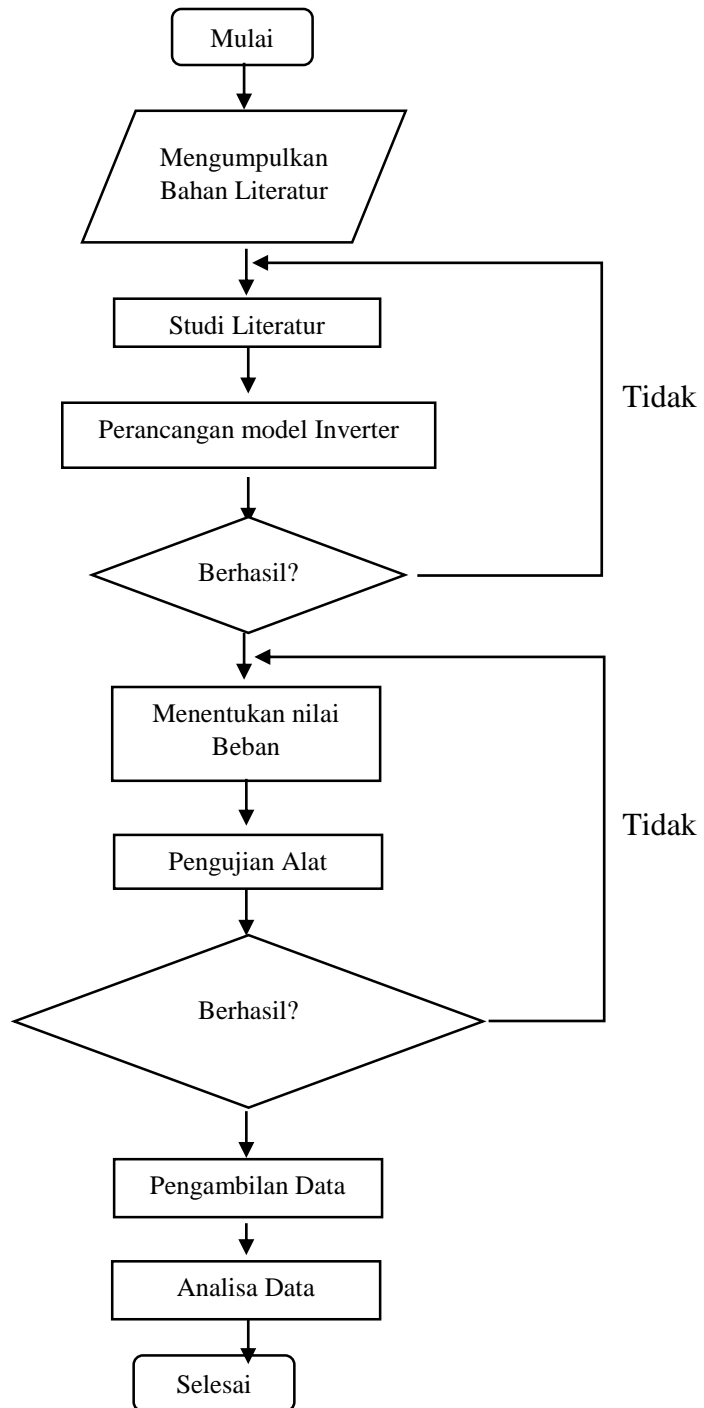 Mulai
Mengumpulkan
Bahan Literatur
Studi Literatur
Tidak
Perancangan model Inverter
Berhasil?
Menentukan nilai
Beban
Tidak
Pengujian Alat
Berhasil?
Pengambilan Data
Analisa Data
Selesai